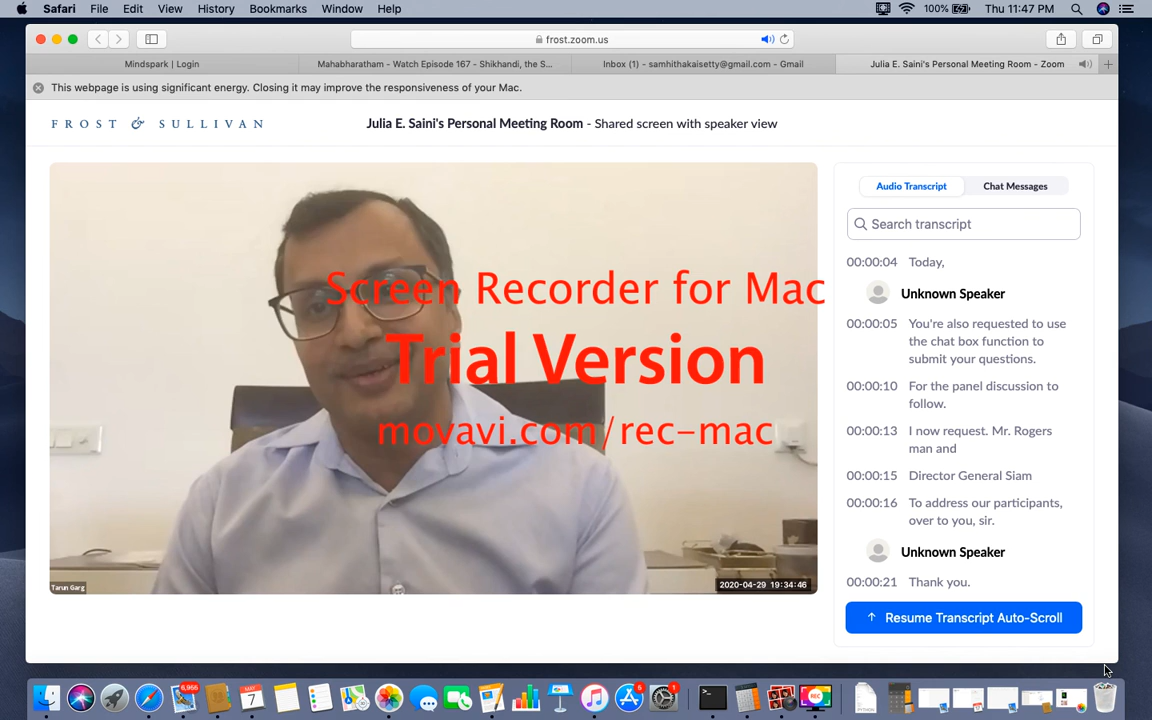 Safari File Edit View History Bookmarks Window Help 100% Thu 11:47 PM
frost.zoom.us
Mindspark | Login
Mahabharatham - Watch Episode 167 - Shikhandi, the S...
Inbox (1) - samhithakaisetty@gmail.com - Gmail
Julia E. Saini's Personal Meeting Room - Zoom
This webpage is using significant energy. Closing it may improve the responsiveness of your Mac.
FROST & SULLIVAN
Julia E. Saini's Personal Meeting Room - Shared screen with speaker view
Screen Recorder for Mac
Trial Version
movavi.com/rec-mac
Tarun Garg
2020-04-29 19:34:46
Audio Transcript
Chat Messages
Search transcript
00:00:04 Today,
Unknown Speaker
00:00:05 You're also requested to use
the chat box function to
submit your questions.
00:00:10 For the panel discussion to
follow.
00:00:13 I now request. Mr. Rogers
man and
00:00:15 Director General Siam
00:00:16 To address our participants,
over to you, sir.
Unknown Speaker
00:00:21 Thank you.
Resume Transcript Auto-Scroll
6,966
MAY
7
6
1
REC
PYTHON